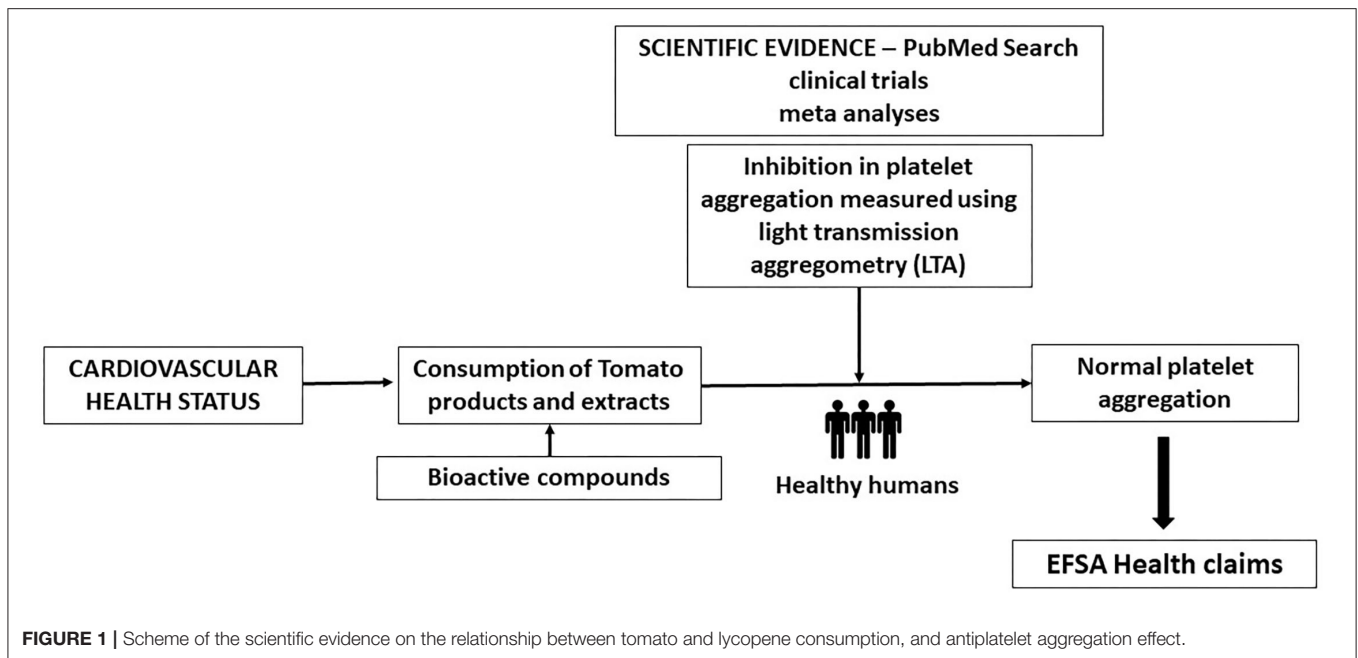 SCIENTIFIC EVIDENCE – PubMed Search
clinical trials
meta analyses
Inhibition in platelet
aggregation measured using
light transmission
aggregometry (LTA)
CARDIOVASCULAR
HEALTH STATUS
Consumption of Tomato
products and extracts
Normal platelet
aggregation
Bioactive compounds
Healthy humans
EFSA Health claims
FIGURE 1 | Scheme of the scientific evidence on the relationship between tomato and lycopene consumption, and antiplatelet aggregation effect.